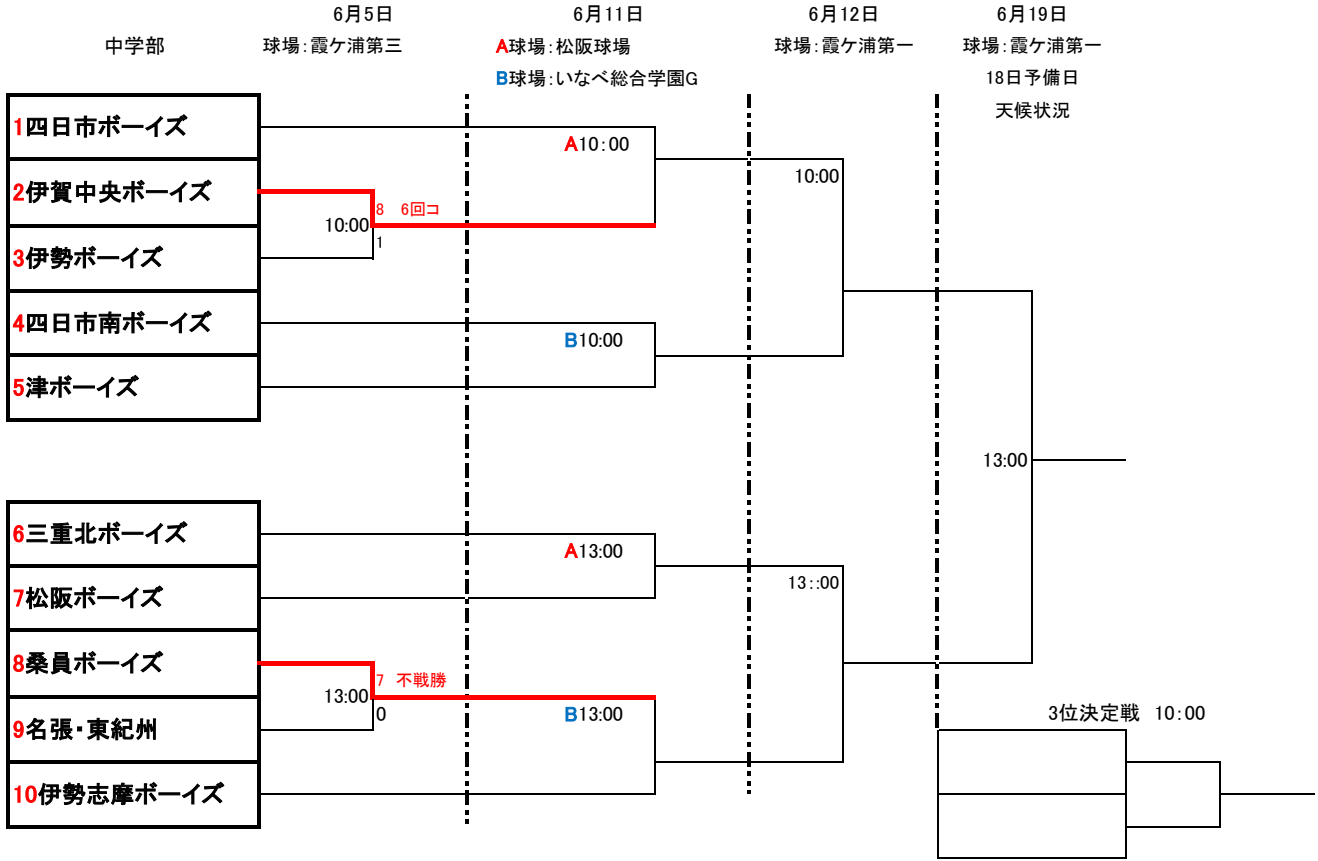 6月5日 6月11日 6月12日 6月19日
中学部 球場:霞ケ浦第三 A球場:松阪球場 球場:霞ケ浦第一 球場:霞ケ浦第一
B球場:いなべ総合学園G 18日予備日
天候状況
1四日市ボーイズ
A10:00
2伊賀中央ボーイズ
10:00
8 6回コ
10:00
1
3伊勢ボーイズ
4四日市南ボーイズ
B10:00
5津ボーイズ
13:00
6三重北ボーイズ
A13:00
13::00
7松阪ボーイズ
8桑員ボーイズ
7 不戦勝
13:00
0
B13:00
3位決定戦 10:00
9名張・東紀州
10伊勢志摩ボーイズ